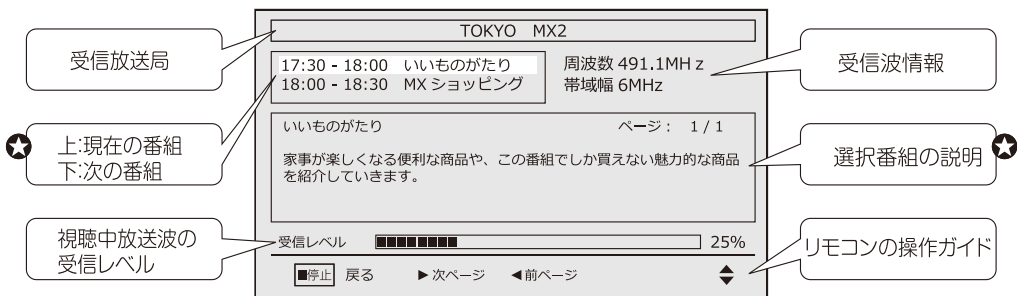 TOKYO MX2
受信放送局
17:30 - 18:00 いいものがたり
18:00 - 18:30 MX ショッピング
周波数 491.1MHz
帯域幅 6MHz
受信波情報
上:現在の番組
下:次の番組
いいものがたり ページ： 1 / 1
家事が楽しくなる便利な商品や、この番組でしか買えない魅力的な商品
を紹介していきます。
選択番組の説明
視聴中放送波の
受信レベル
受信レベル 25%
リモコンの操作ガイド
■停止 戻る ▶次ページ ◀前ページ